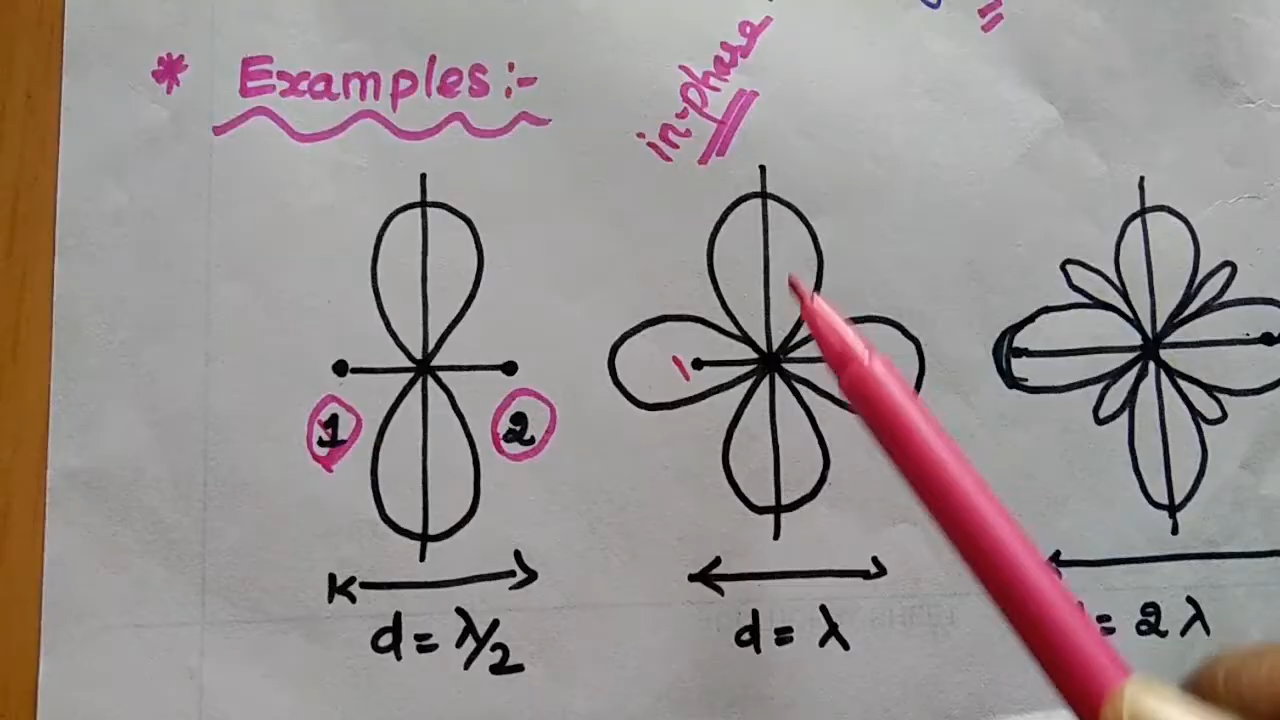 * Examples:-
in-phase
1
2
1
d = λ/2
d = λ
= 2λ